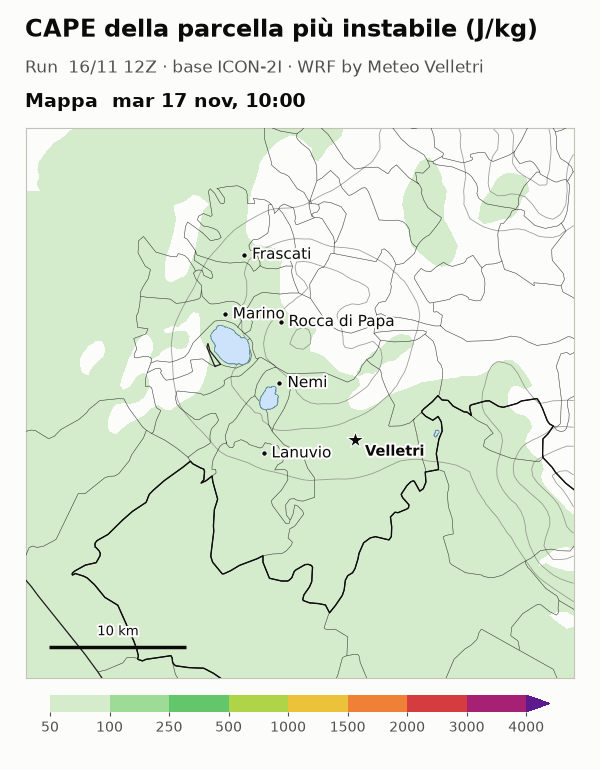 CAPE della parcella più instabile (J/kg)
Run  16/11 12Z · base ICON-2I · WRF by Meteo Velletri
Mappa  mar 17 nov, 10:00
Frascati
Marino
Rocca di Papa
Nemi
Velletri
Lanuvio
10 km
50 100 250 500 1000 1500 2000 3000 4000